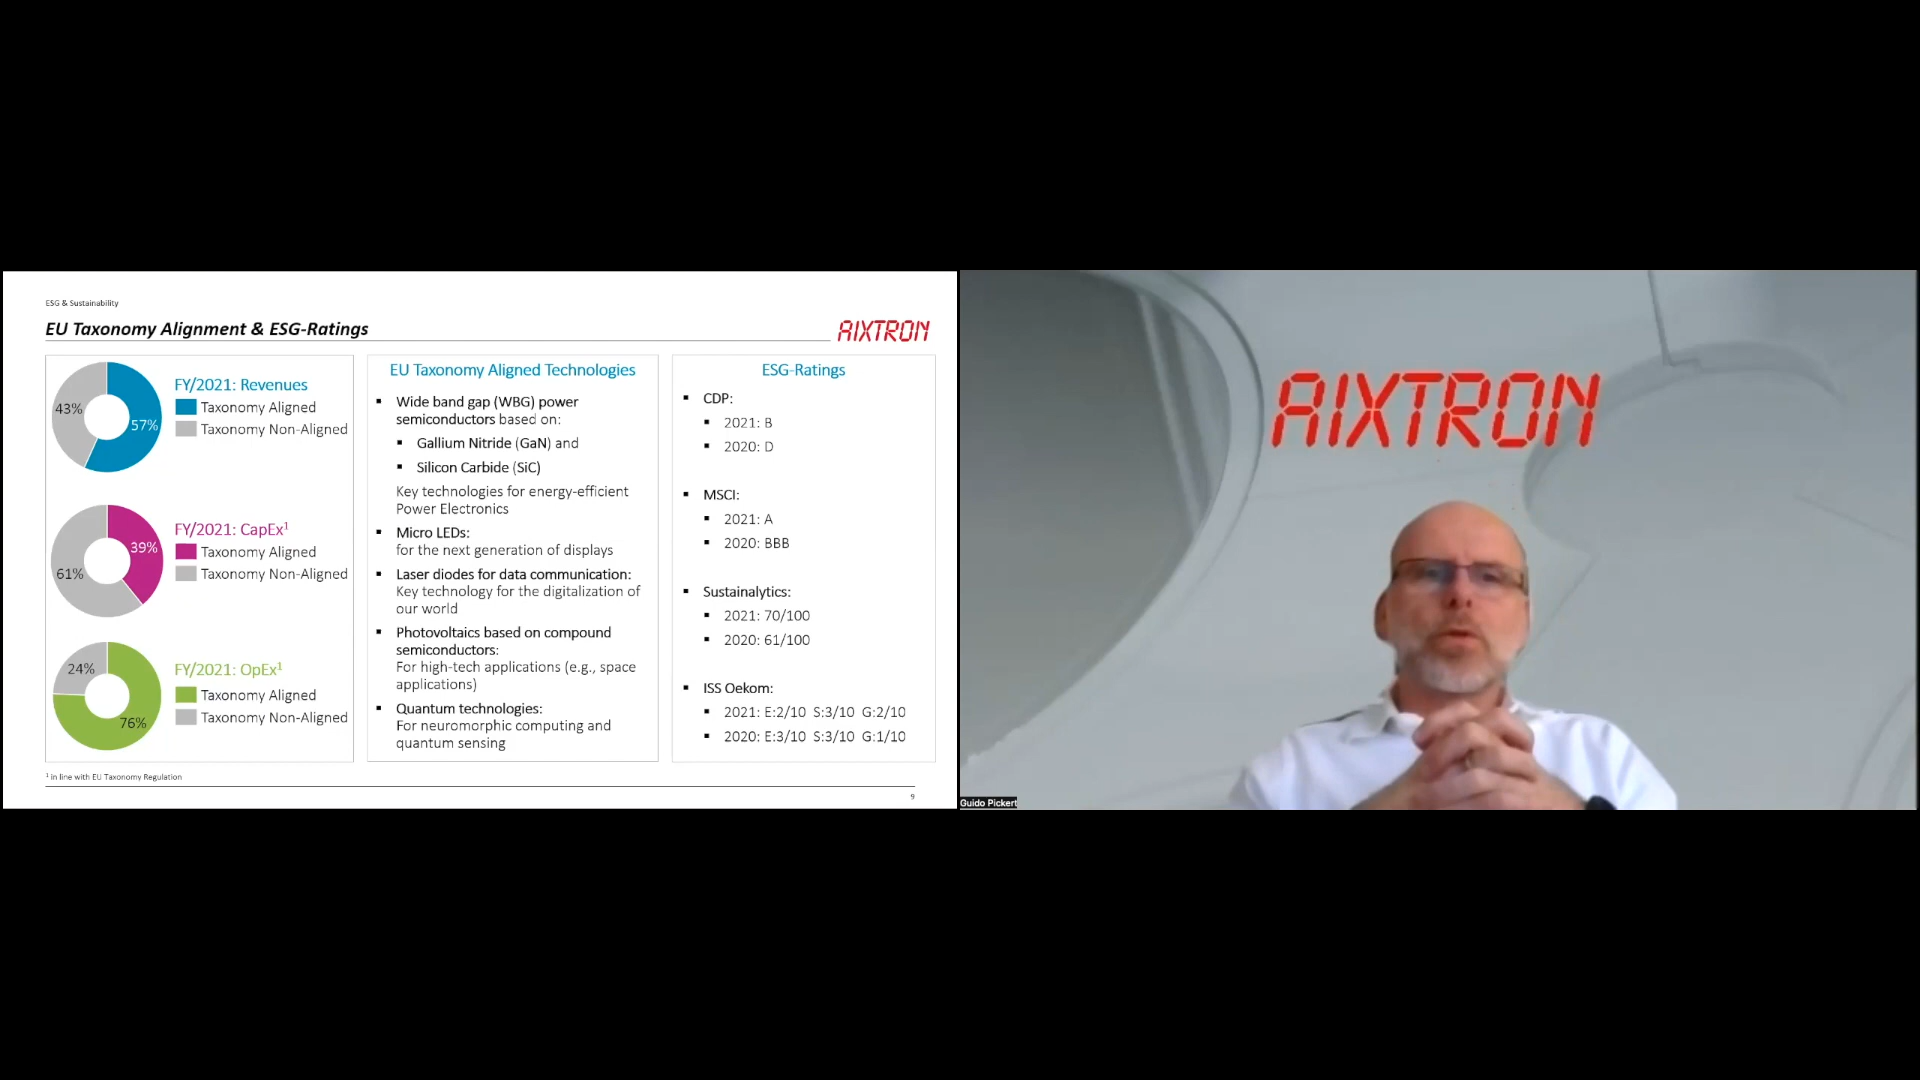 ESG & Sustainability
EU Taxonomy Alignment & ESG-Ratings
AIXTRON
43%
57%
FY/2021: Revenues
Taxonomy Aligned
Taxonomy Non-Aligned
39%
61%
FY/2021: CapEx¹
Taxonomy Aligned
Taxonomy Non-Aligned
24%
76%
FY/2021: OpEx¹
Taxonomy Aligned
Taxonomy Non-Aligned
EU Taxonomy Aligned Technologies
▪ Wide band gap (WBG) power
semiconductors based on:
▪ Gallium Nitride (GaN) and
▪ Silicon Carbide (SiC)
Key technologies for energy-efficient
Power Electronics
▪ Micro LEDs:
for the next generation of displays
▪ Laser diodes for data communication:
Key technology for the digitalization of
our world
▪ Photovoltaics based on compound
semiconductors:
For high-tech applications (e.g., space
applications)
▪ Quantum technologies:
For neuromorphic computing and
quantum sensing
ESG-Ratings
▪ CDP:
▪ 2021: B
▪ 2020: D
▪ MSCI:
▪ 2021: A
▪ 2020: BBB
▪ Sustainalytics:
▪ 2021: 70/100
▪ 2020: 61/100
▪ ISS Oekom:
▪ 2021: E:2/10 S:3/10 G:2/10
▪ 2020: E:3/10 S:3/10 G:1/10
¹ in line with EU Taxonomy Regulation
9
AIXTRON
Guido Pickert